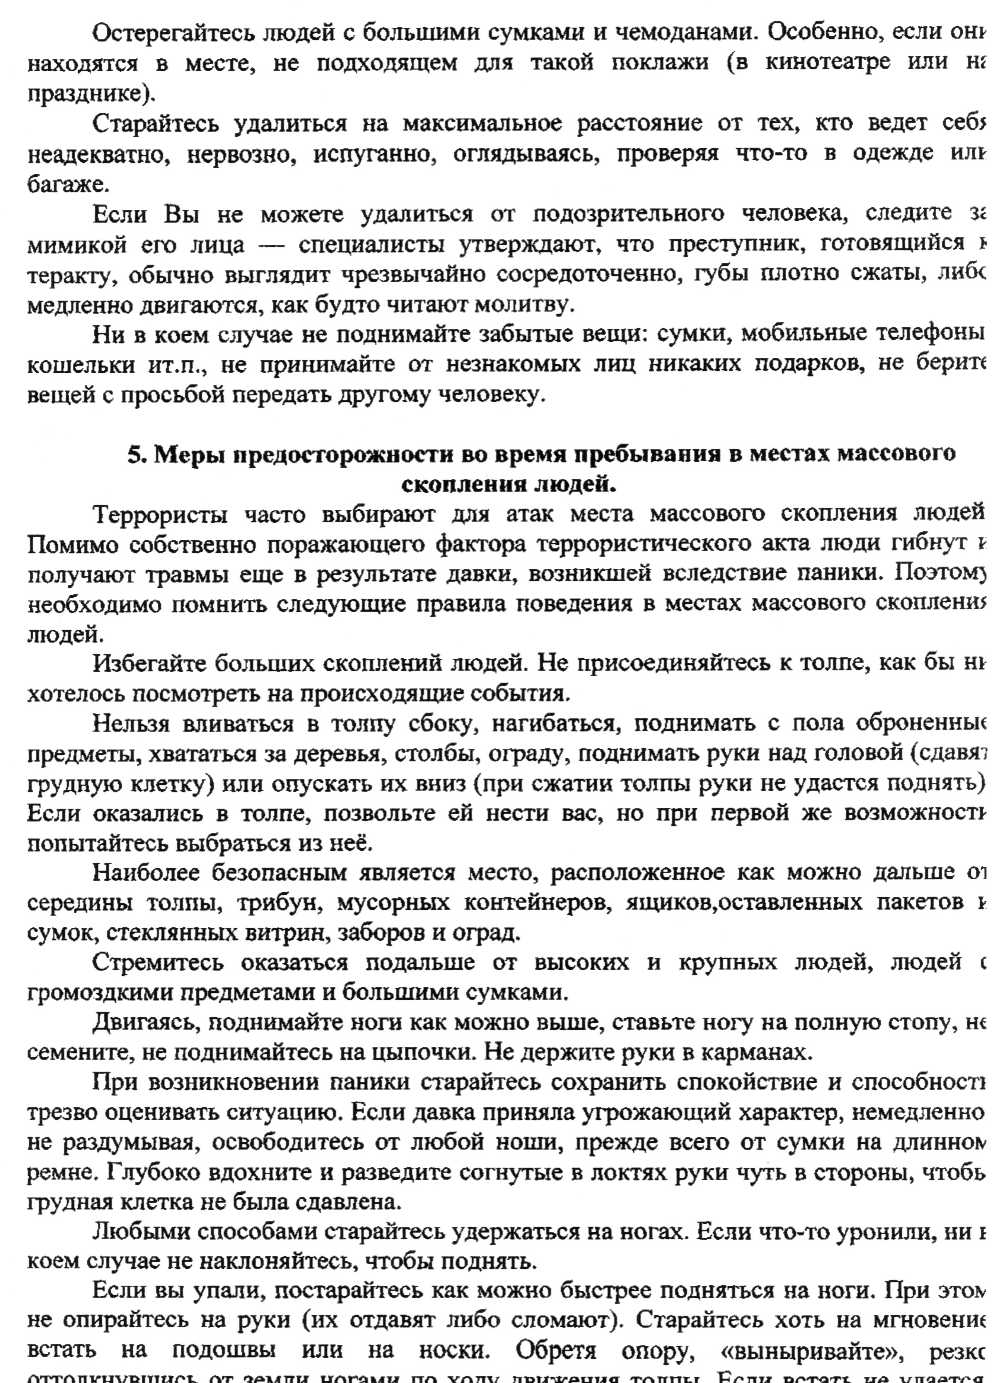 Остерегайтесь людей с большими сумками и чемоданами. Особенно, если они
находятся в месте, не подходящем для такой поклажи (в кинотеатре или на
празднике).
Старайтесь удалиться на максимальное расстояние от тех, кто ведет себя
неадекватно, нервозно, испуганно, оглядываясь, проверяя что-то в одежде или
багаже.
Если Вы не можете удалиться от подозрительного человека, следите за
мимикой его лица — специалисты утверждают, что преступник, готовящийся к
теракту, обычно выглядит чрезвычайно сосредоточенно, губы плотно сжаты, либо
медленно двигаются, как будто читают молитву.
Ни в коем случае не поднимайте забытые вещи: сумки, мобильные телефоны
кошельки ит.п., не принимайте от незнакомых лиц никаких подарков, не берите
вещей с просьбой передать другому человеку.
5. Меры предосторожности во время пребывания в местах массового
скопления людей.
Террористы часто выбирают для атак места массового скопления людей
Помимо собственно поражающего фактора террористического акта люди гибнут и
получают травмы еще в результате давки, возникшей вследствие паники. Поэтому
необходимо помнить следующие правила поведения в местах массового скопления
людей.
Избегайте больших скоплений людей. Не присоединяйтесь к толпе, как бы ни
хотелось посмотреть на происходящие события.
Нельзя вливаться в толпу сбоку, нагибаться, поднимать с пола оброненные
предметы, хвататься за деревья, столбы, ограду, поднимать руки над головой (сдавят
грудную клетку) или опускать их вниз (при сжатии толпы руки не удастся поднять)
Если оказались в толпе, позвольте ей нести вас, но при первой же возможности
попытайтесь выбраться из неё.
Наиболее безопасным является место, расположенное как можно дальше от
середины толпы, трибун, мусорных контейнеров, ящиков,оставленных пакетов и
сумок, стеклянных витрин, заборов и оград.
Стремитесь оказаться подальше от высоких и крупных людей, людей с
громоздкими предметами и большими сумками.
Двигаясь, поднимайте ноги как можно выше, ставьте ногу на полную стопу, не
семените, не поднимайтесь на цыпочки. Не держите руки в карманах.
При возникновении паники старайтесь сохранить спокойствие и способность
трезво оценивать ситуацию. Если давка приняла угрожающий характер, немедленно
не раздумывая, освободитесь от любой ноши, прежде всего от сумки на длинном
ремне. Глубоко вдохните и разведите согнутые в локтях руки чуть в стороны, чтобы
грудная клетка не была сдавлена.
Любыми способами старайтесь удержаться на ногах. Если что-то уронили, ни в
коем случае не наклоняйтесь, чтобы поднять.
Если вы упали, постарайтесь как можно быстрее подняться на ноги. При этом
не опирайтесь на руки (их отдавят либо сломают). Старайтесь хоть на мгновение
встать на подошвы или на носки. Обретя опору, «выныривайте», резко
оттолкнувшись от земли ногами по ходу движения толпы. Если встать не удается